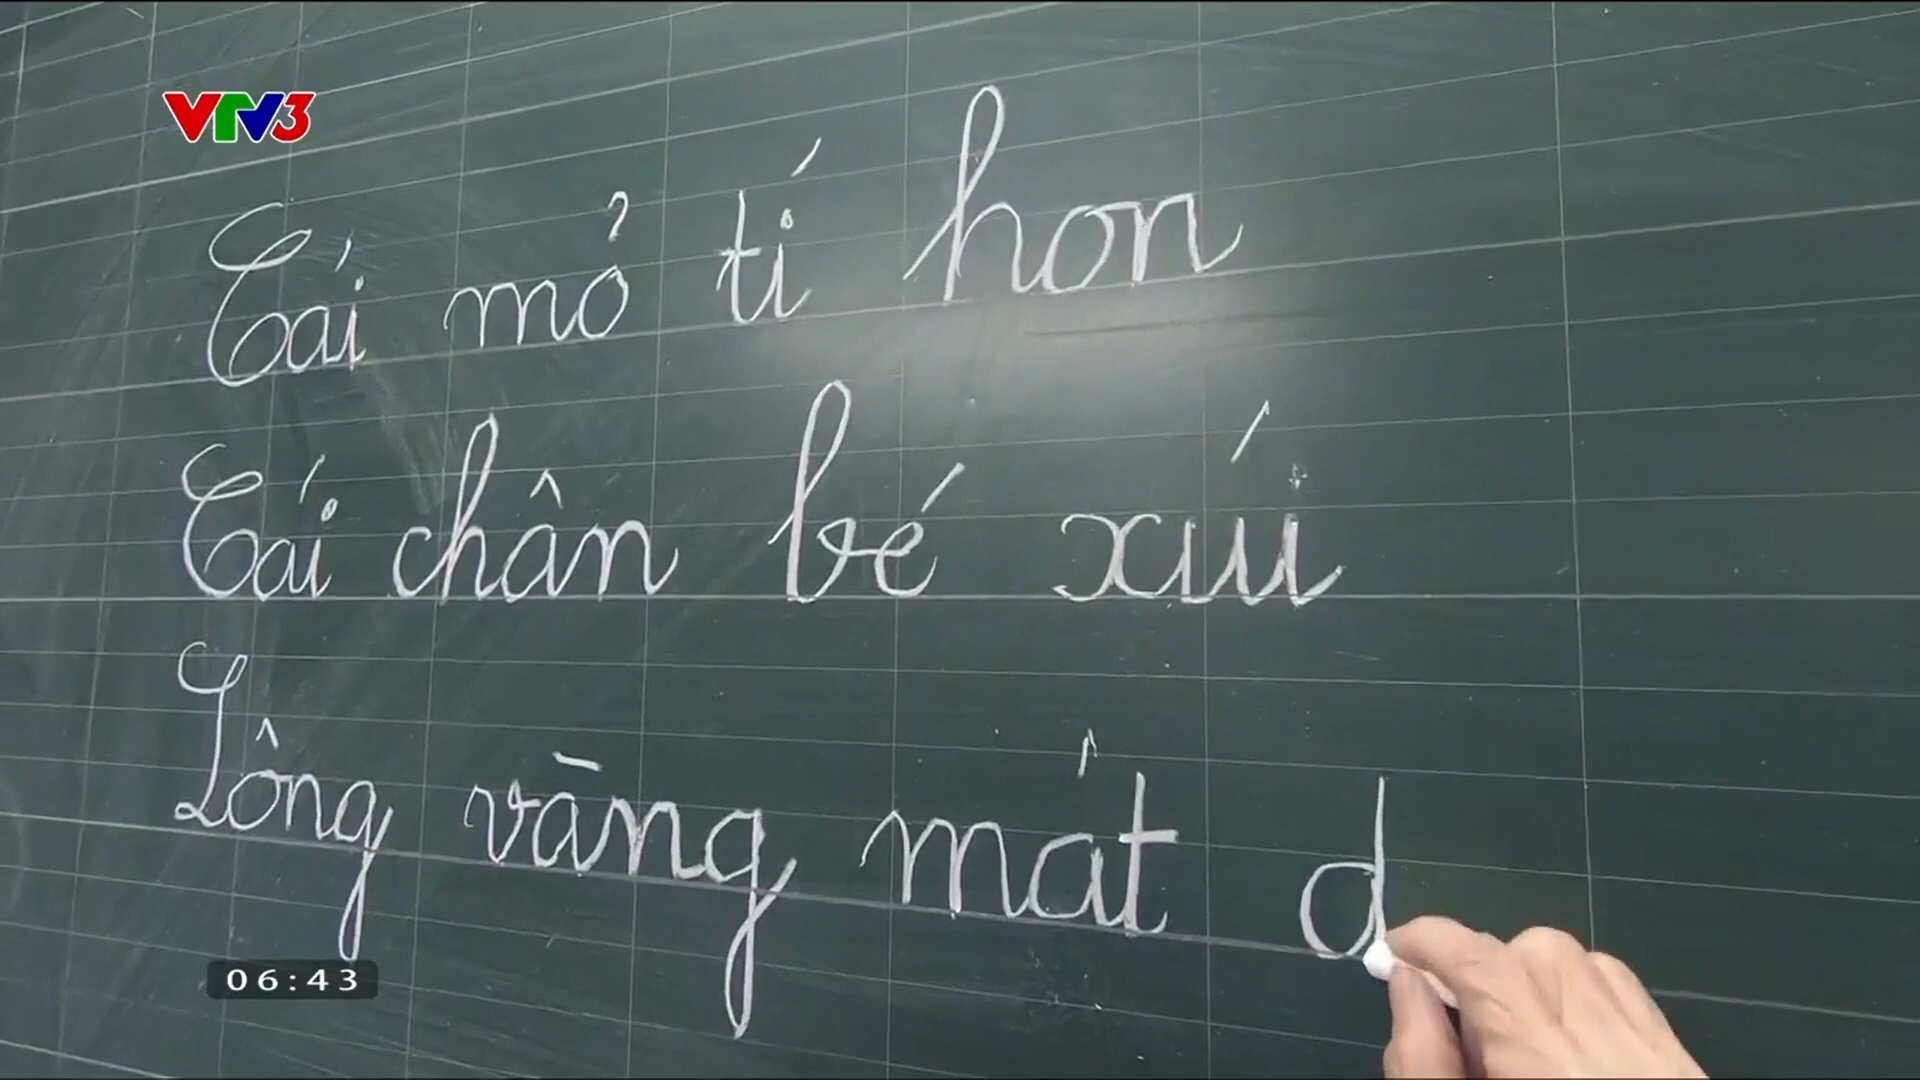 VTV3
Cái mỏ tí hon
Cái chân bé xíu
Lông vàng mát d
06:43